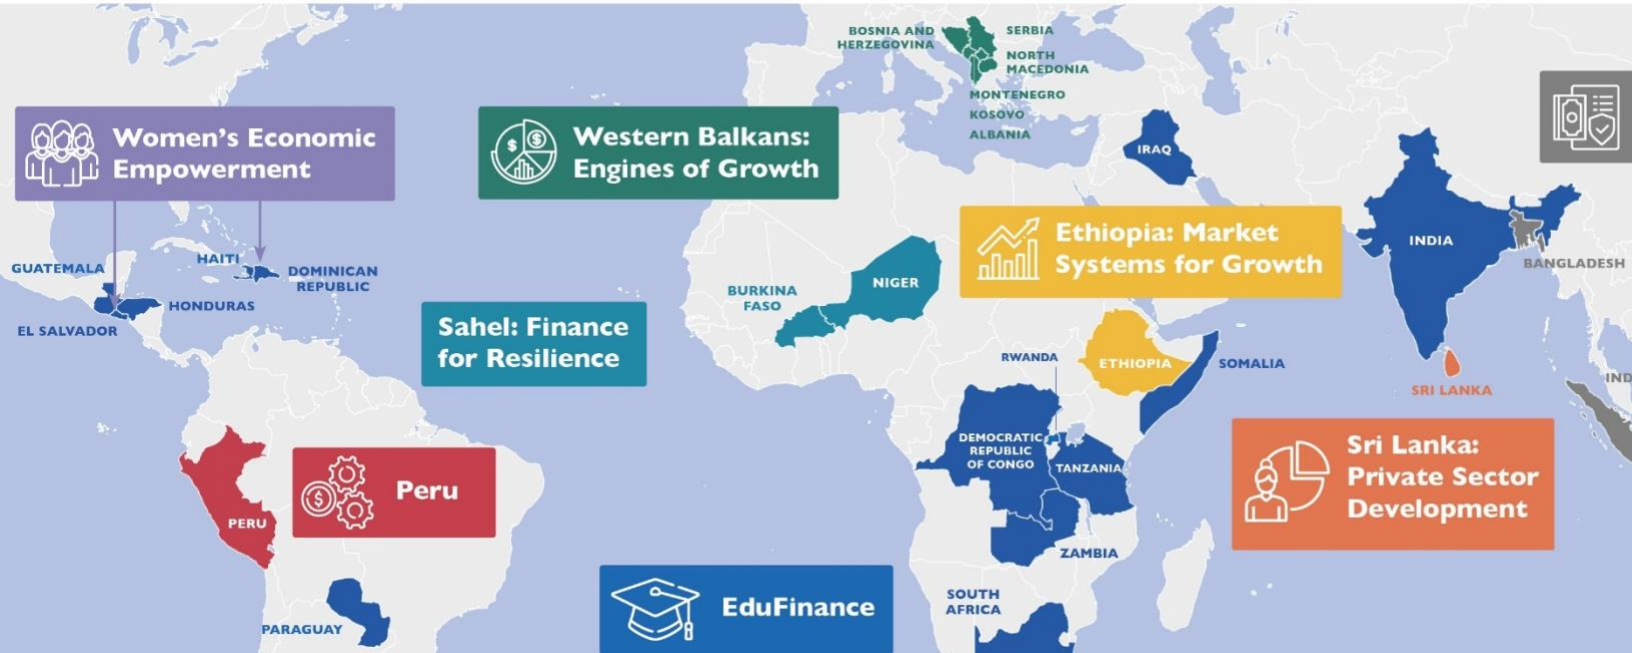 BOSNIA AND
HERZEGOVINA
SERBIA
NORTH
MACEDONIA
MONTENEGRO
KOSOVO
ALBANIA
Women's Economic
Empowerment
Western Balkans:
Engines of Growth
IRAQ
Ethiopia: Market
Systems for Growth
INDIA
BANGLADESH
GUATEMALA
HAITI
DOMINICAN
REPUBLIC
HONDURAS
EL SALVADOR
BURKINA
FASO
NIGER
Sahel: Finance
for Resilience
RWANDA
ETHIOPIA
SOMALIA
SRI LANKA
IND
DEMOCRATIC
REPUBLIC
OF CONGO
TANZANIA
Sri Lanka:
Private Sector
Development
Peru
PERU
ZAMBIA
EduFinance
SOUTH
AFRICA
PARAGUAY